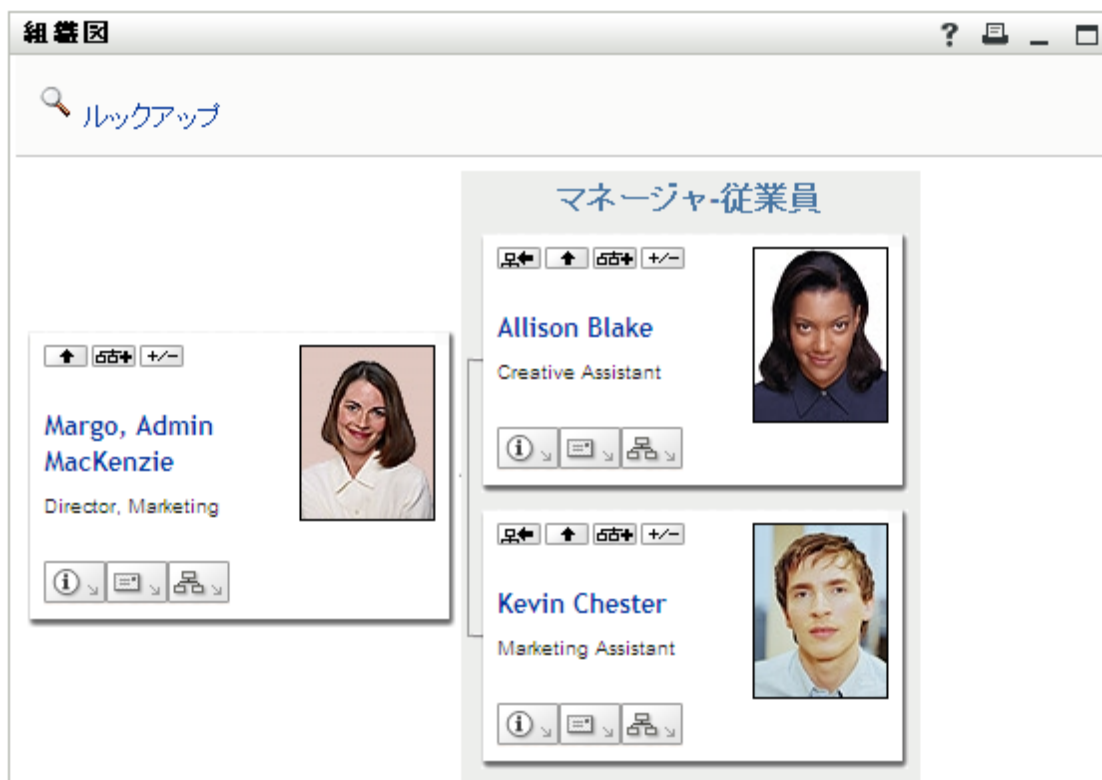 組織図
ルックアップ
マネージャ-従業員
Allison Blake
Creative Assistant
Margo, Admin
MacKenzie
Director, Marketing
Kevin Chester
Marketing Assistant